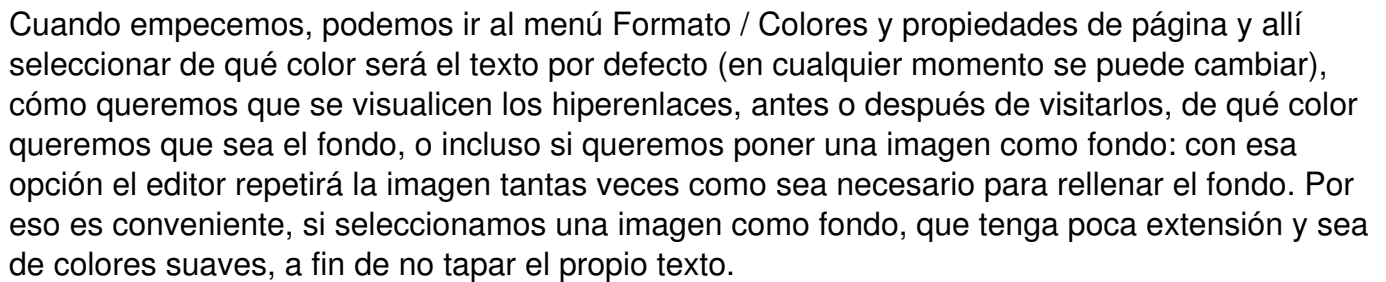 Cuando empecemos, podemos ir al menú Formato / Colores y propiedades de página y allí
seleccionar de qué color será el texto por defecto (en cualquier momento se puede cambiar),
cómo queremos que se visualicen los hiperenlaces, antes o después de visitarlos, de qué color
queremos que sea el fondo, o incluso si queremos poner una imagen como fondo: con esa
opción el editor repetirá la imagen tantas veces como sea necesario para rellenar el fondo. Por
eso es conveniente, si seleccionamos una imagen como fondo, que tenga poca extensión y sea
de colores suaves, a fin de no tapar el propio texto.